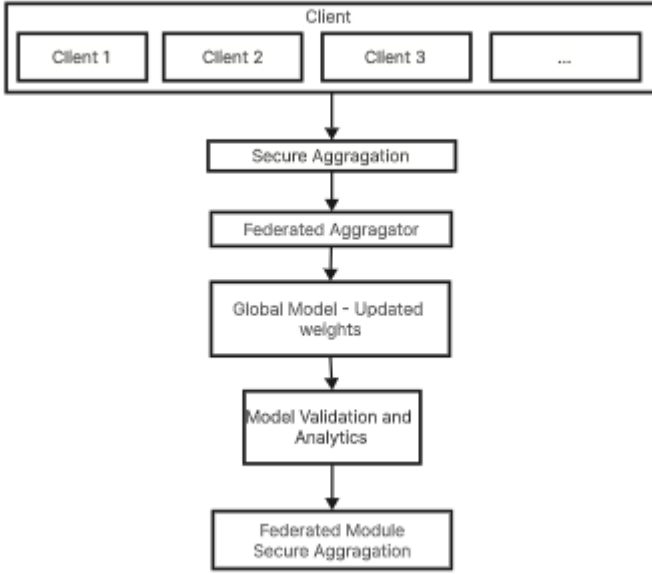 Client
Client 1
Client 2
Client 3
...
Secure Aggragation
Federated Aggragator
Global Model - Updated
weights
Model Validation and
Analytics
Federated Module
Secure Aggragation